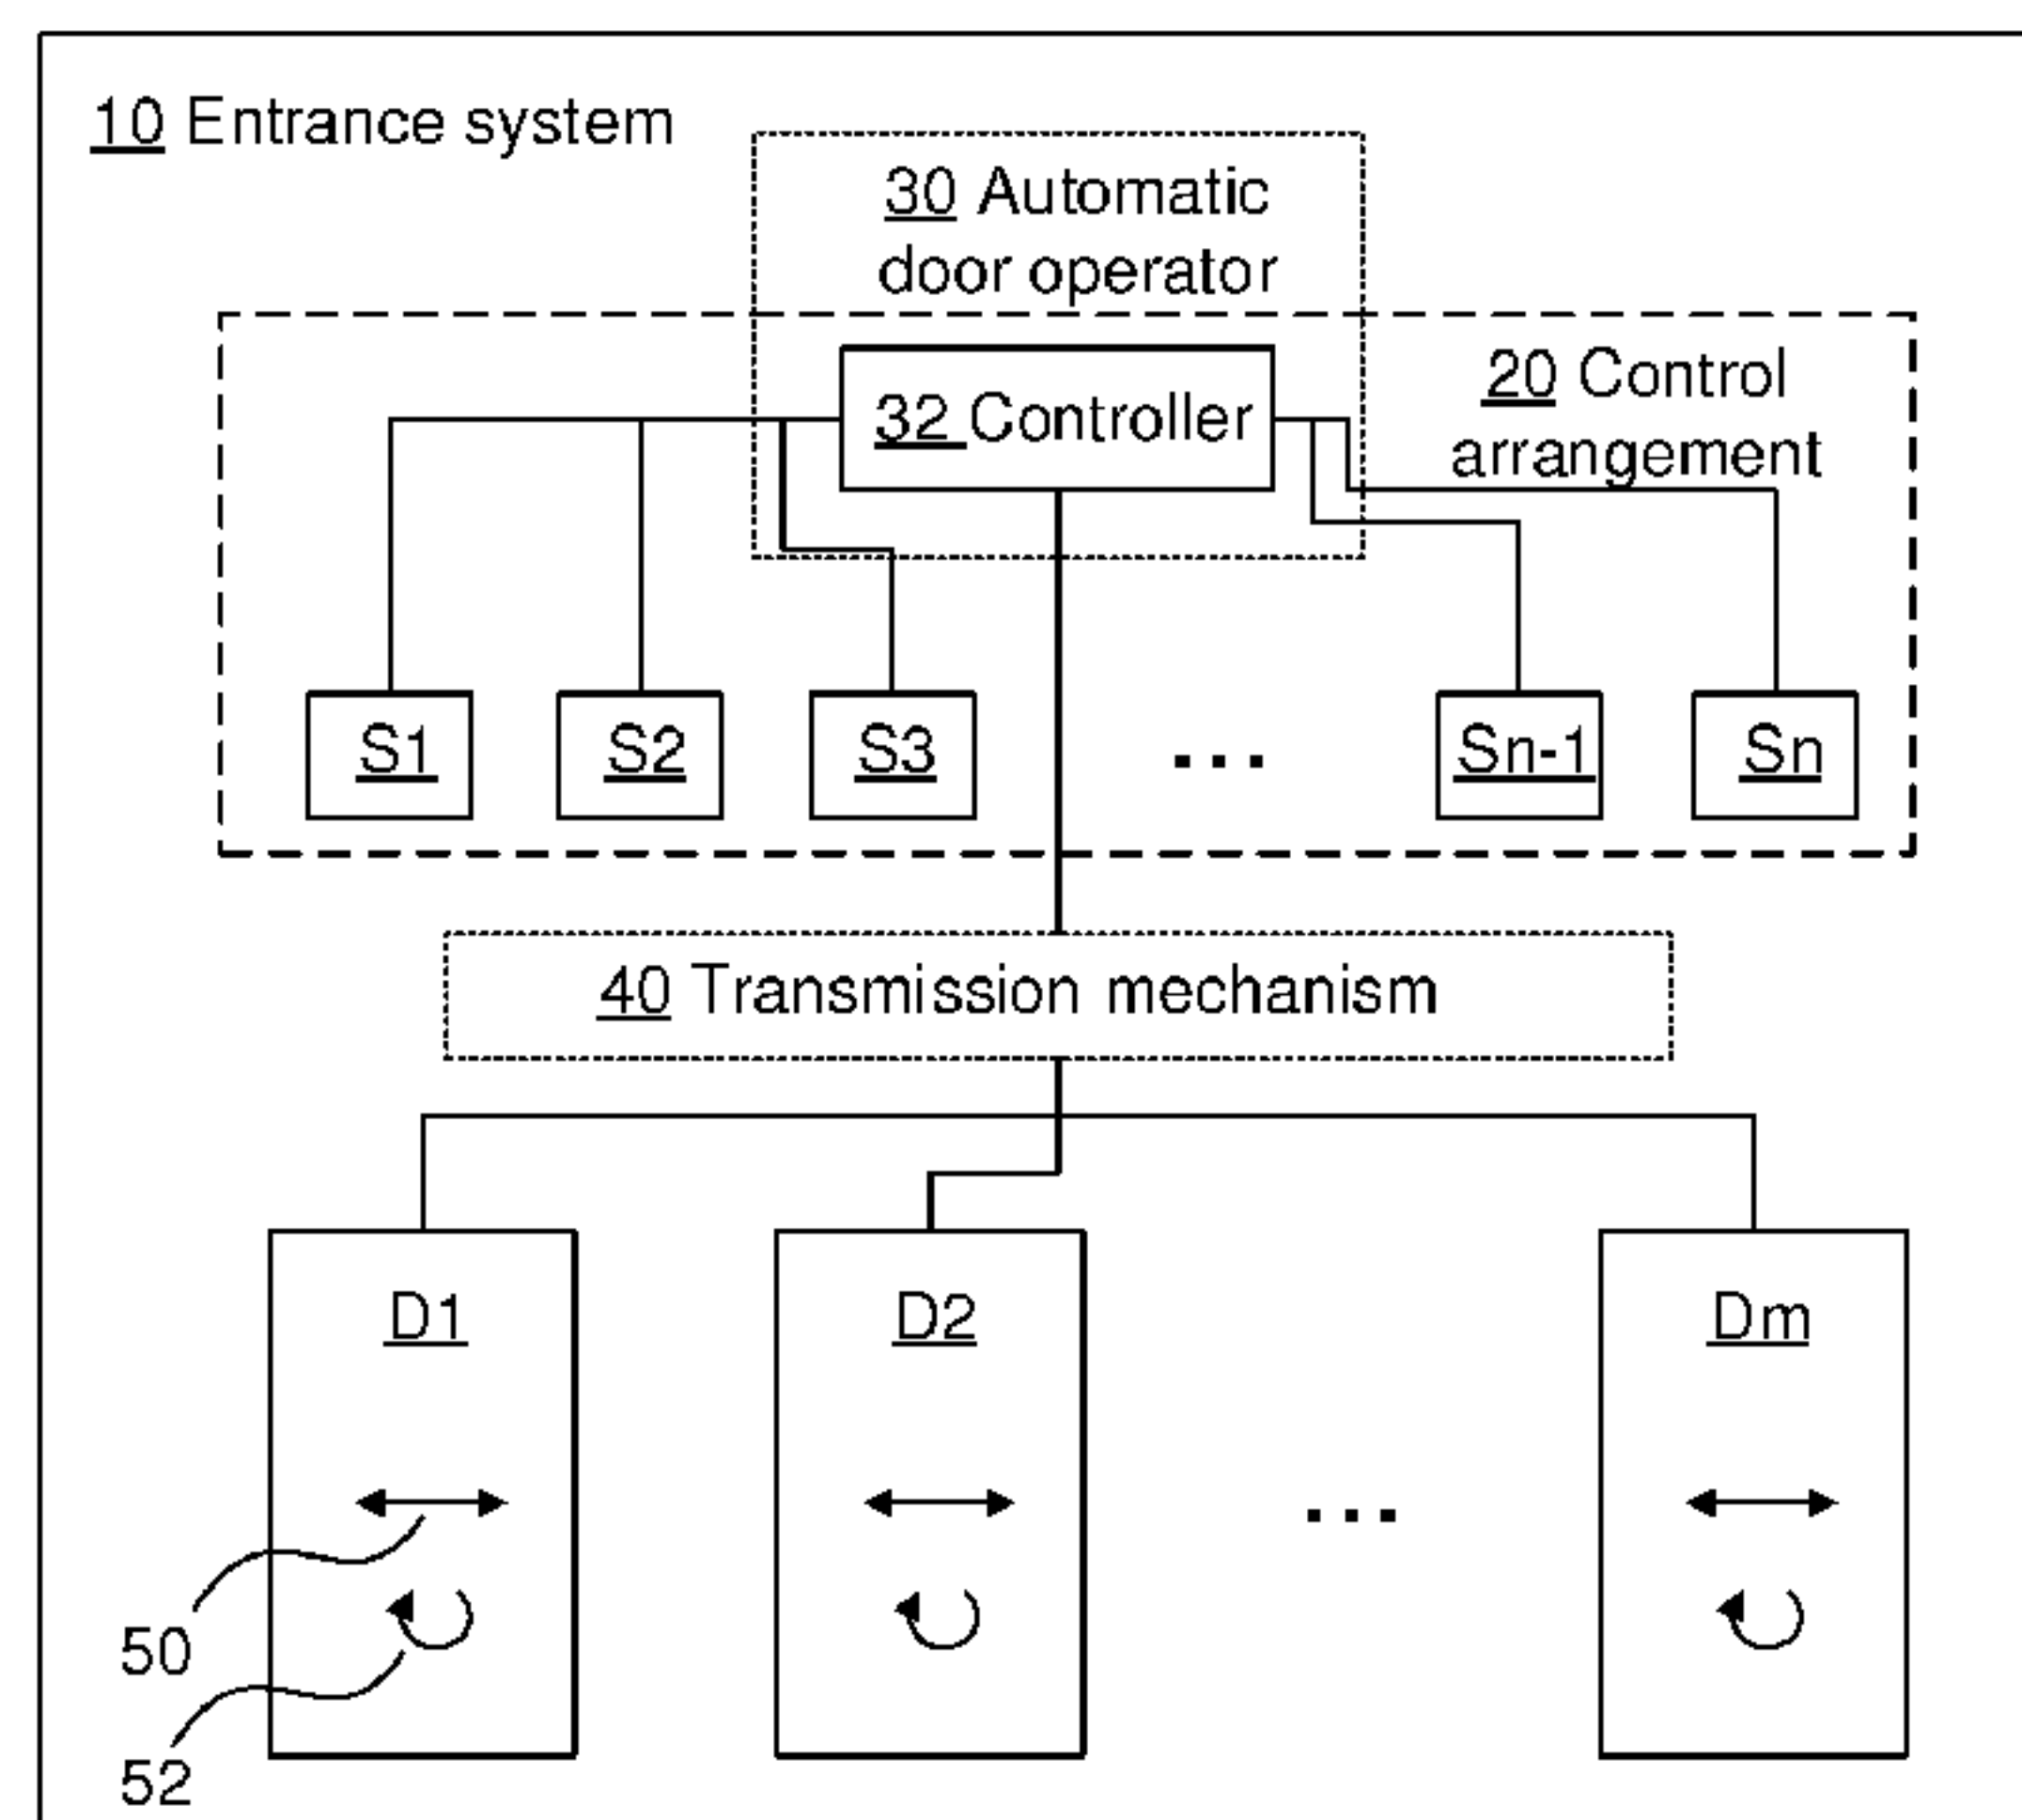 10 Entrance system
30 Automatic
door operator
32 Controller
20 Control
arrangement
S1 S2 S3 ... Sn-1 Sn
40 Transmission mechanism
D1 D2 Dm
...
50
52